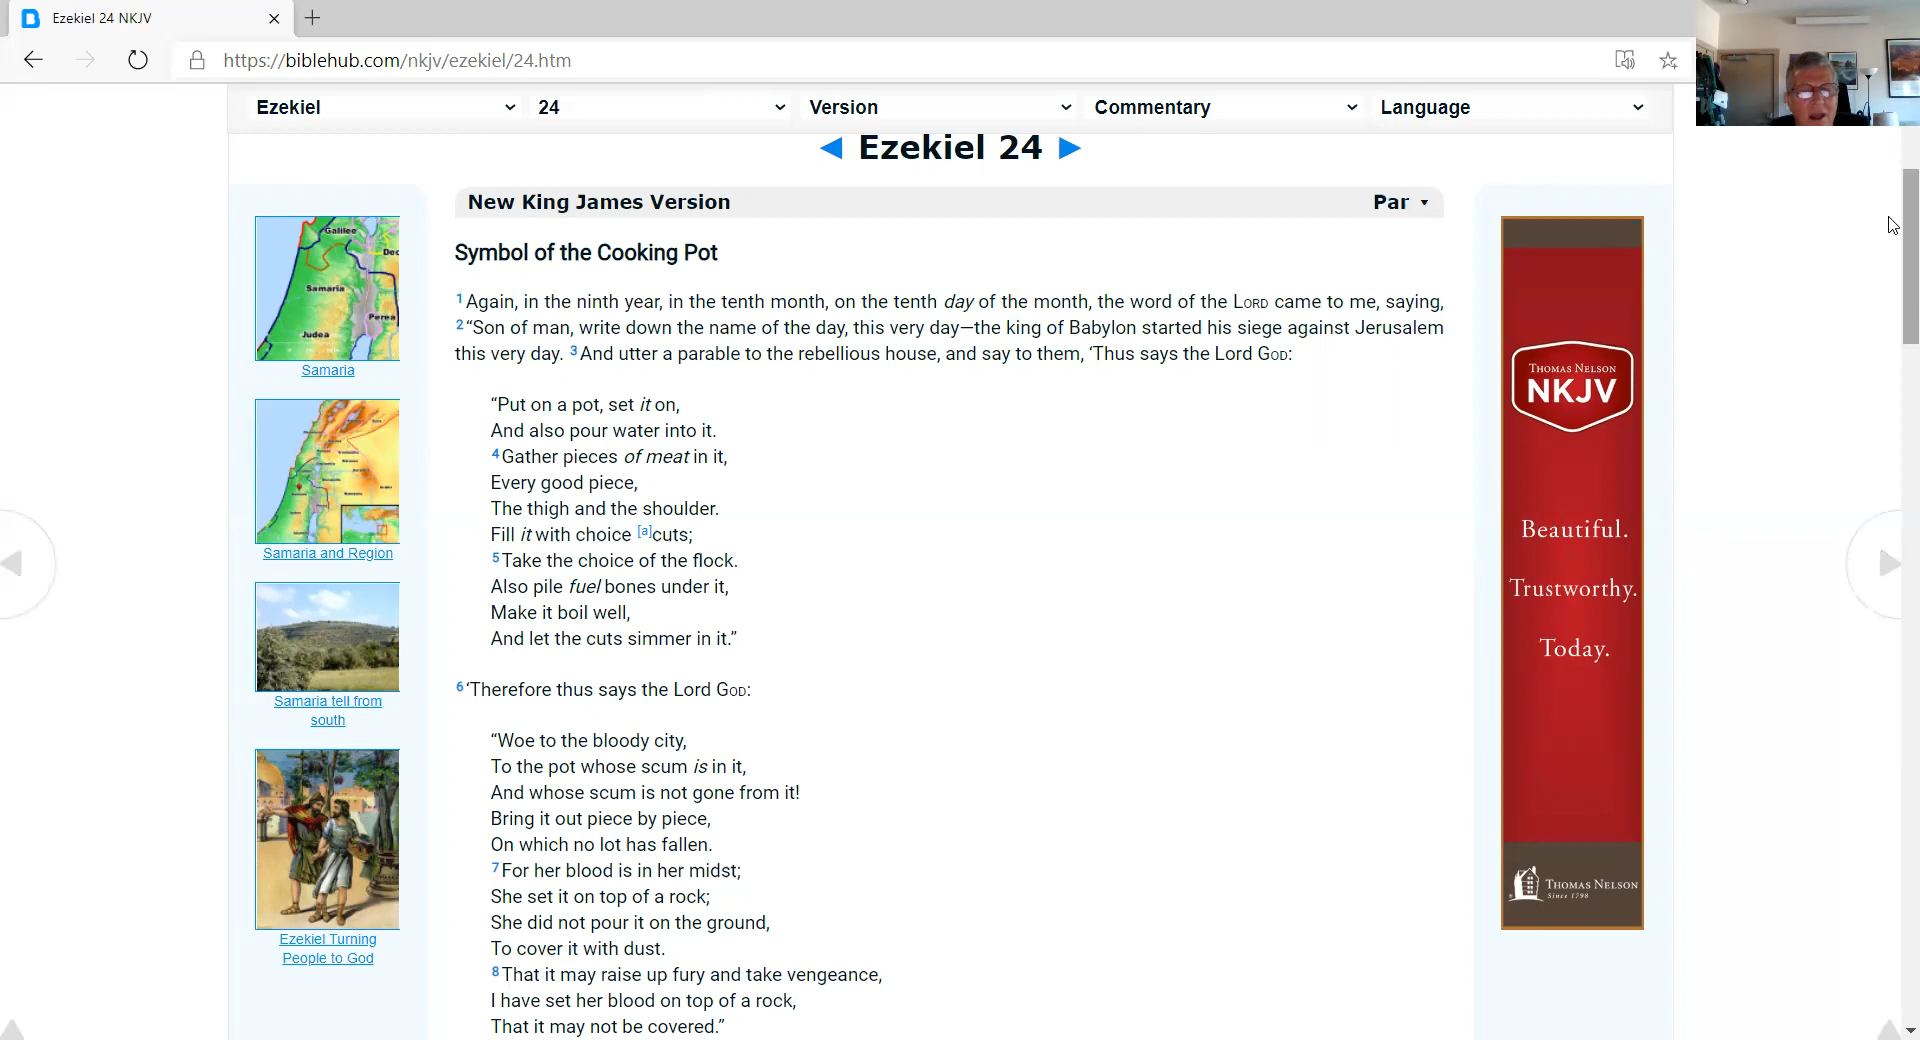 Ezekiel 24 NKJV
https://biblehub.com/nkjv/ezekiel/24.htm
Ezekiel 24 Version Commentary Language
Ezekiel 24
New King James Version Par
Symbol of the Cooking Pot
1 Again, in the ninth year, in the tenth month, on the tenth day of the month, the word of the LORD came to me, saying,
2 “Son of man, write down the name of the day, this very day—the king of Babylon started his siege against Jerusalem
this very day. 3 And utter a parable to the rebellious house, and say to them, ‘Thus says the Lord GOD:
“Put on a pot, set it on,
And also pour water into it.
4 Gather pieces of meat in it,
Every good piece,
The thigh and the shoulder.
Fill it with choice [a]cuts;
5 Take the choice of the flock.
Also pile fuel bones under it,
Make it boil well,
And let the cuts simmer in it.”
6 ‘Therefore thus says the Lord GOD:
“Woe to the bloody city,
To the pot whose scum is in it,
And whose scum is not gone from it!
Bring it out piece by piece,
On which no lot has fallen.
7 For her blood is in her midst;
She set it on top of a rock;
She did not pour it on the ground,
To cover it with dust.
8 That it may raise up fury and take vengeance,
I have set her blood on top of a rock,
That it may not be covered.”
Galilee
Dec
Samaria
Perea
Judea
Samaria
Samaria and Region
Samaria tell from
south
Ezekiel Turning
People to God
THOMAS NELSON
NKJV
Beautiful.
Trustworthy.
Today.
THOMAS NELSON
Since 1798